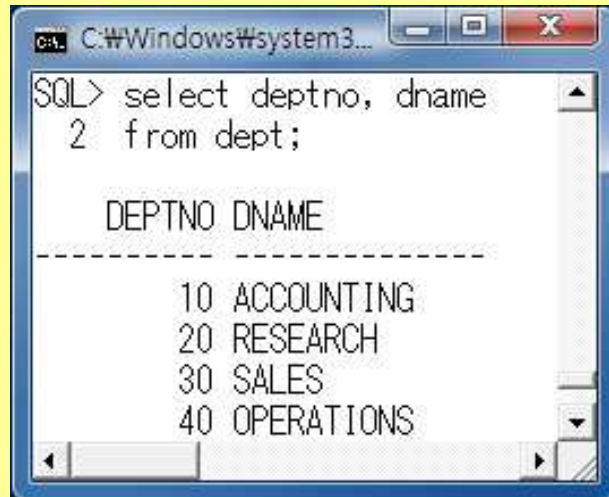 C:₩Windows₩system3...
SQL> select deptno, dname
2 from dept;
DEPTNO DNAME
---------- --------------
10 ACCOUNTING
20 RESEARCH
30 SALES
40 OPERATIONS